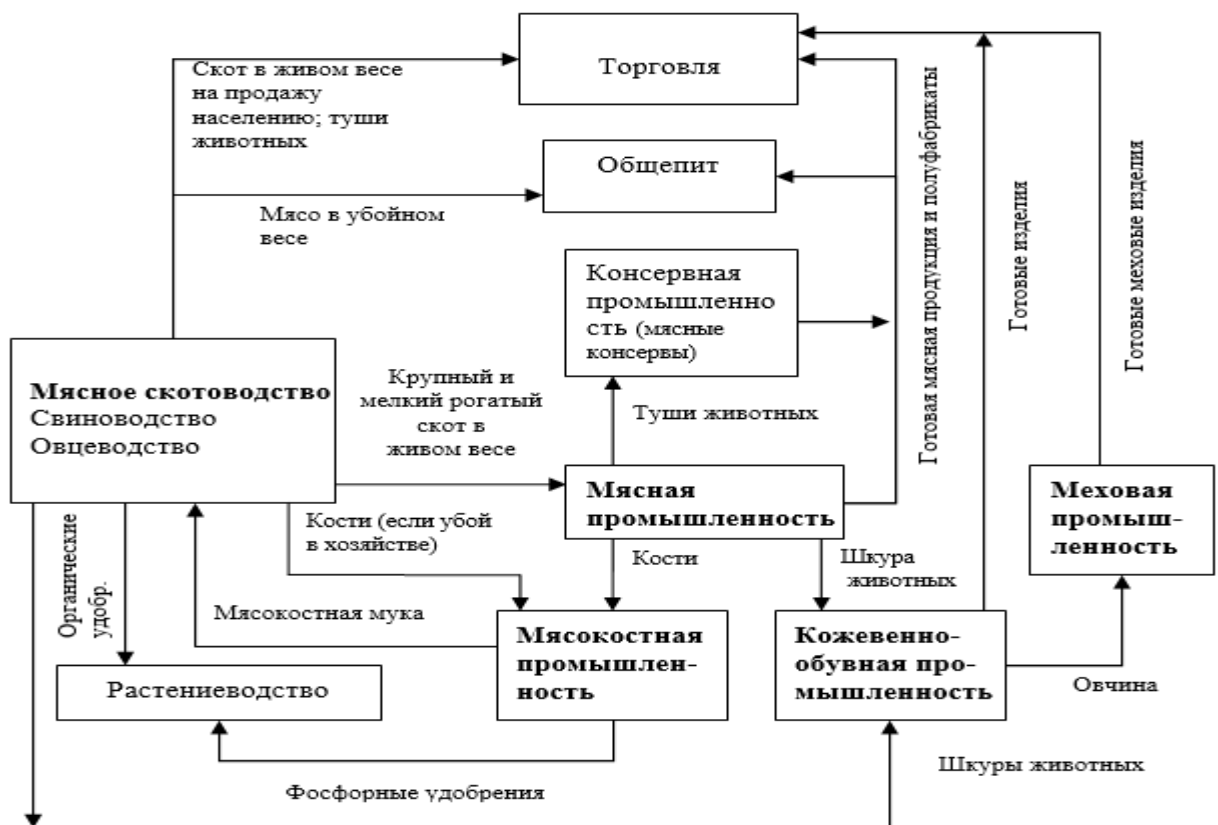 Торговля
Скот в живом весе
на продажу
населению; туши
животных
Общепит
Мясо в убойном
весе
Готовая мясная продукция и полуфабрикаты
Готовые изделия
Готовые меховые изделия
Консервная
промышленно
сть (мясные
консервы)
Мясное скотоводство
Свиноводство
Овцеводство
Крупный и
мелкий рогатый
скот в
живом весе
Туши животных
Мясная
промышленность
Меховая
промыш-
ленность
Органические
удобр.
Кости (если убой
в хозяйстве)
Кости
Шкура
животных
Мясокостная мука
Мясокостная
промышлен-
ность
Кожевенно-
обувная про-
мышленность
Овчина
Растениеводство
Шкуры животных
Фосфорные удобрения